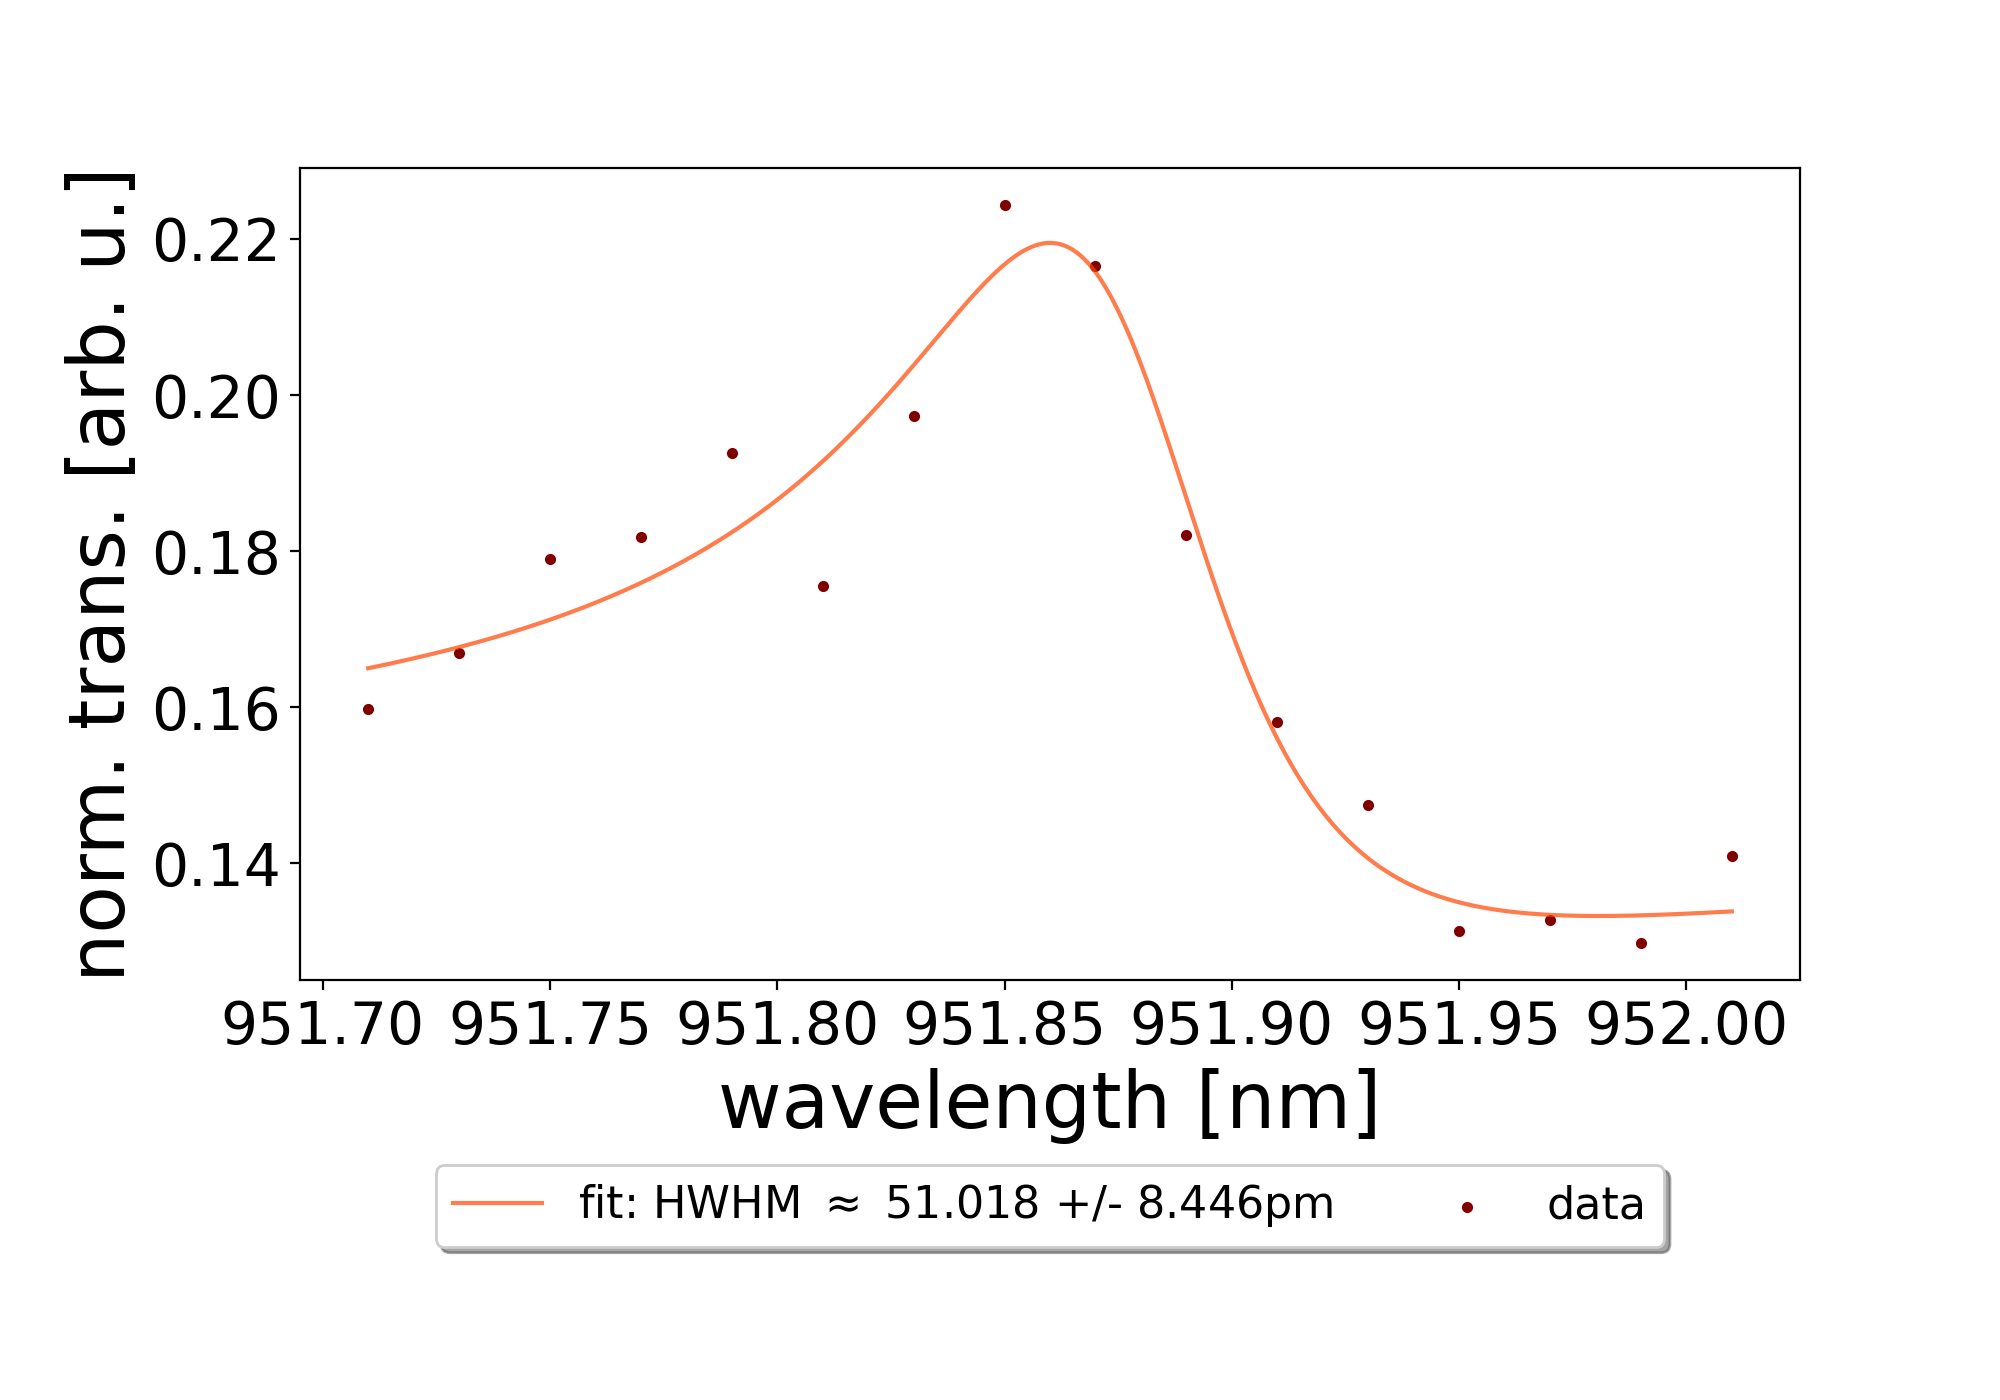 norm. trans. [arb. u.]
0.22
0.20
0.18
0.16
0.14
951.70 951.75 951.80 951.85 951.90 951.95 952.00
wavelength [nm]
fit: HWHM ≈ 51.018 +/- 8.446pm data